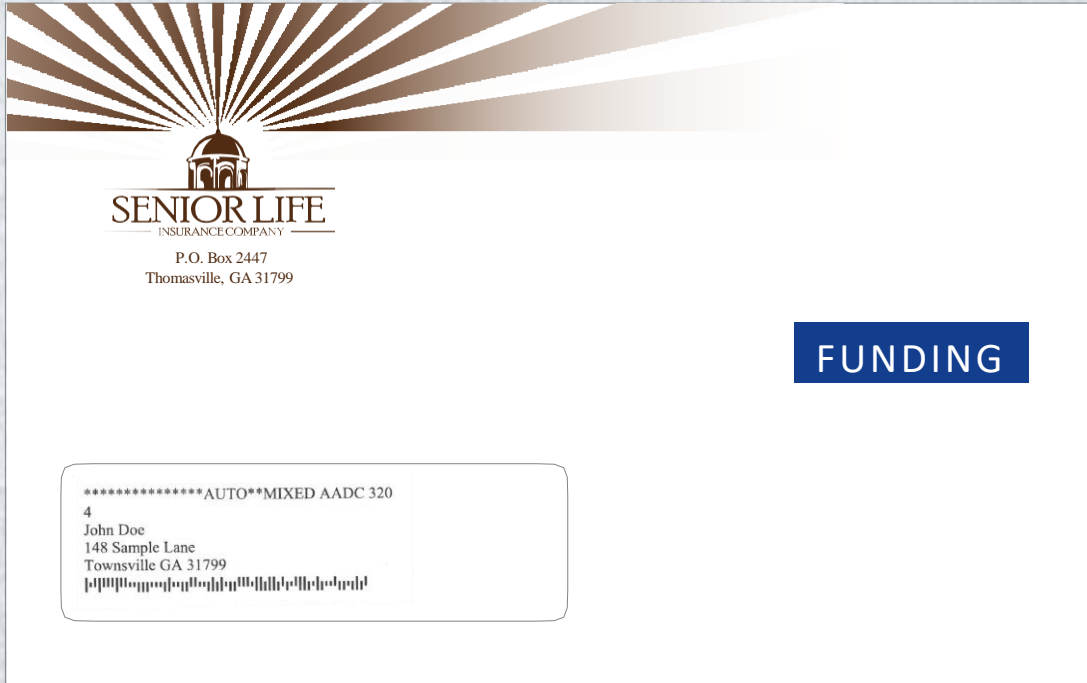 SENIOR LIFE
INSURANCE COMPANY
P.O. Box 2447
Thomasville, GA 31799
FUNDING
***************AUTO**MIXED AADC 320
4
John Doe
148 Sample Lane
Townsville GA 31799